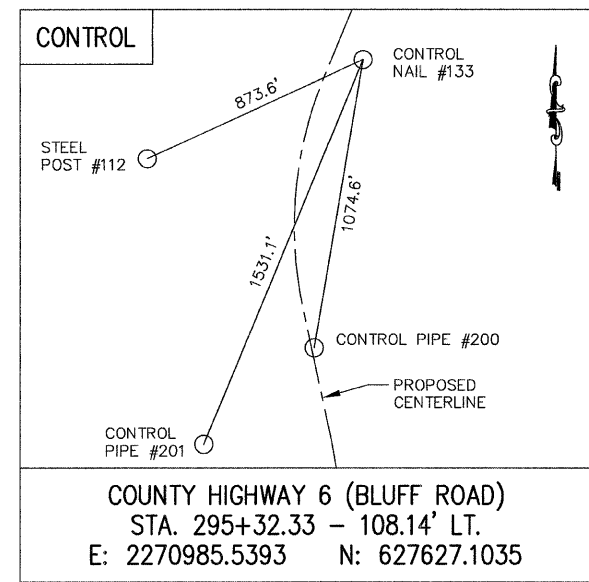 CONTROL
CONTROL
NAIL #133
873.6'
STEEL
POST #112
1074.6'
1531.1'
CONTROL PIPE #200
PROPOSED
CENTERLINE
CONTROL
PIPE #201
COUNTY HIGHWAY 6 (BLUFF ROAD)
STA. 295+32.33 – 108.14' LT.
E: 2270985.5393 N: 627627.1035